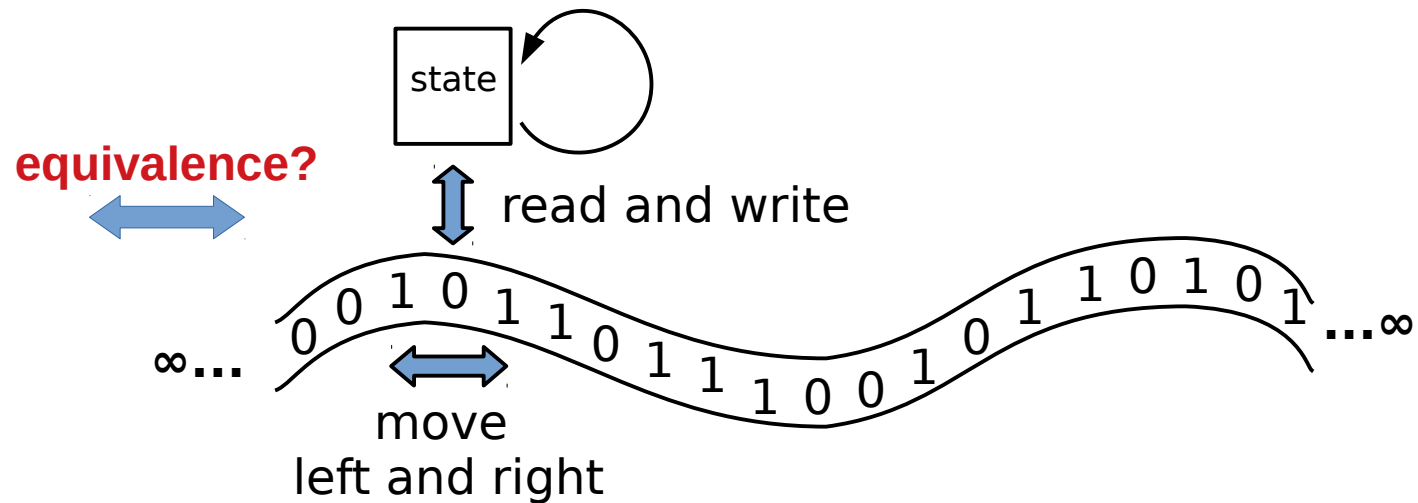 state
equivalence?
read and write
∞... 0 0 1 0 1 1 0 1 1 1 0 0 1 0 1 1 0 1 0 1 ...∞
move
left and right